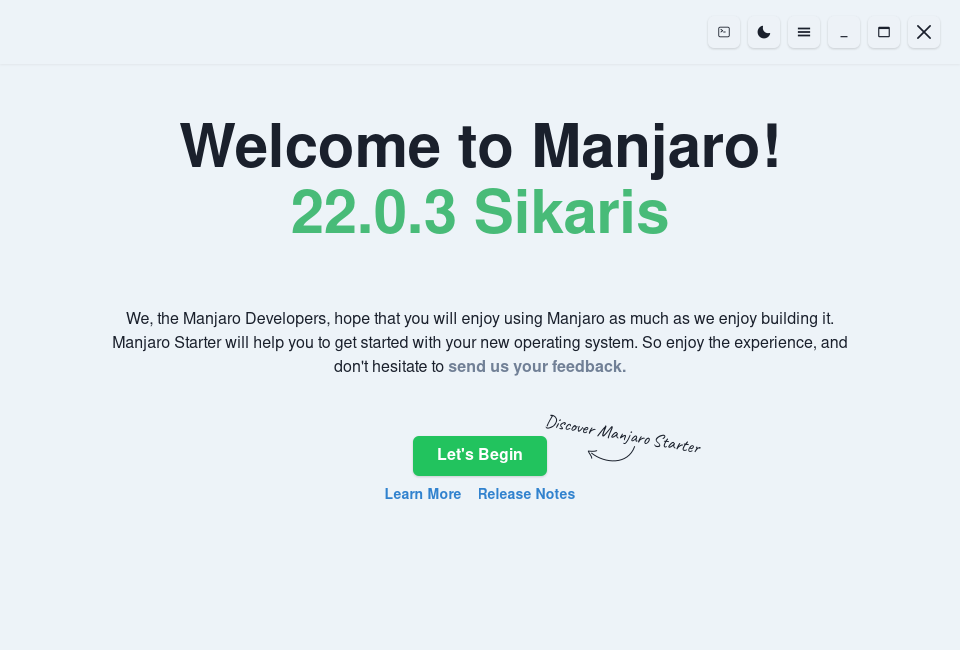 Welcome to Manjaro!
22.0.3 Sikaris
We, the Manjaro Developers, hope that you will enjoy using Manjaro as much as we enjoy building it.
Manjaro Starter will help you to get started with your new operating system. So enjoy the experience, and
don't hesitate to send us your feedback.
Discover Manjaro Starter
Let's Begin
Learn More Release Notes